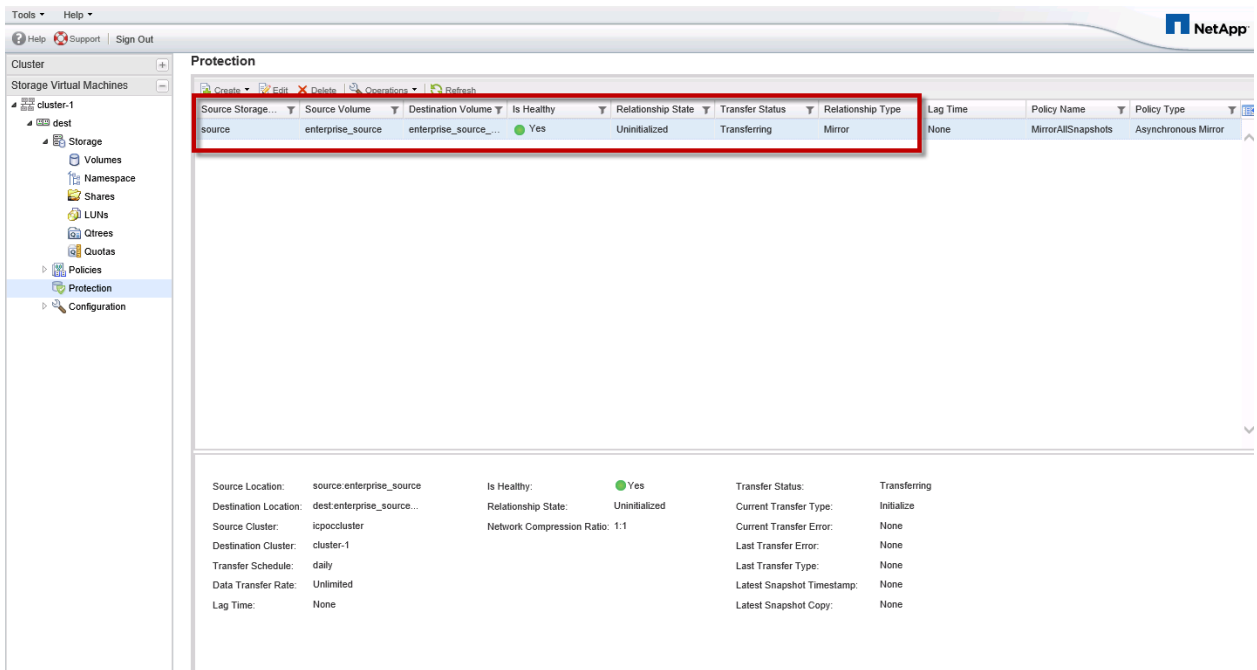 Tools Help
NetApp
Help Support Sign Out
Cluster
Storage Virtual Machines
cluster-1
dest
Storage
Volumes
Namespace
Shares
LUNs
Qtrees
Quotas
Policies
Protection
Configuration
Protection
Create Edit Delete Operations Refresh
Source Storage... Source Volume Destination Volume Is Healthy Relationship State Transfer Status Relationship Type Lag Time Policy Name Policy Type
source enterprise_source enterprise_source_... Yes Uninitialized Transferring Mirror None MirrorAllSnapshots Asynchronous Mirror
Source Location: source:enterprise_source Is Healthy: Yes Transfer Status: Transferring
Destination Location: dest:enterprise_source... Relationship State: Uninitialized Current Transfer Type: Initialize
Source Cluster: icpoccluster Network Compression Ratio: 1:1 Current Transfer Error: None
Destination Cluster: cluster-1 Last Transfer Error: None
Transfer Schedule: daily Last Transfer Type: None
Data Transfer Rate: Unlimited Latest Snapshot Timestamp: None
Lag Time: None Latest Snapshot Copy: None